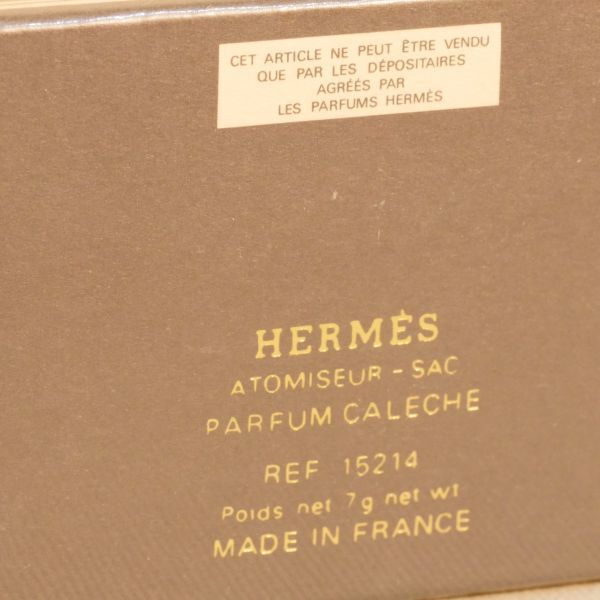 CET ARTICLE NE PEUT ÊTRE VENDU
QUE PAR LES DÉPOSITAIRES
AGRÉÉS PAR
LES PARFUMS HERMÈS
HERMÈS
ATOMISEUR - SAC
PARFUM CALECHE
REF 15214
Poids net 7g net wt
MADE IN FRANCE